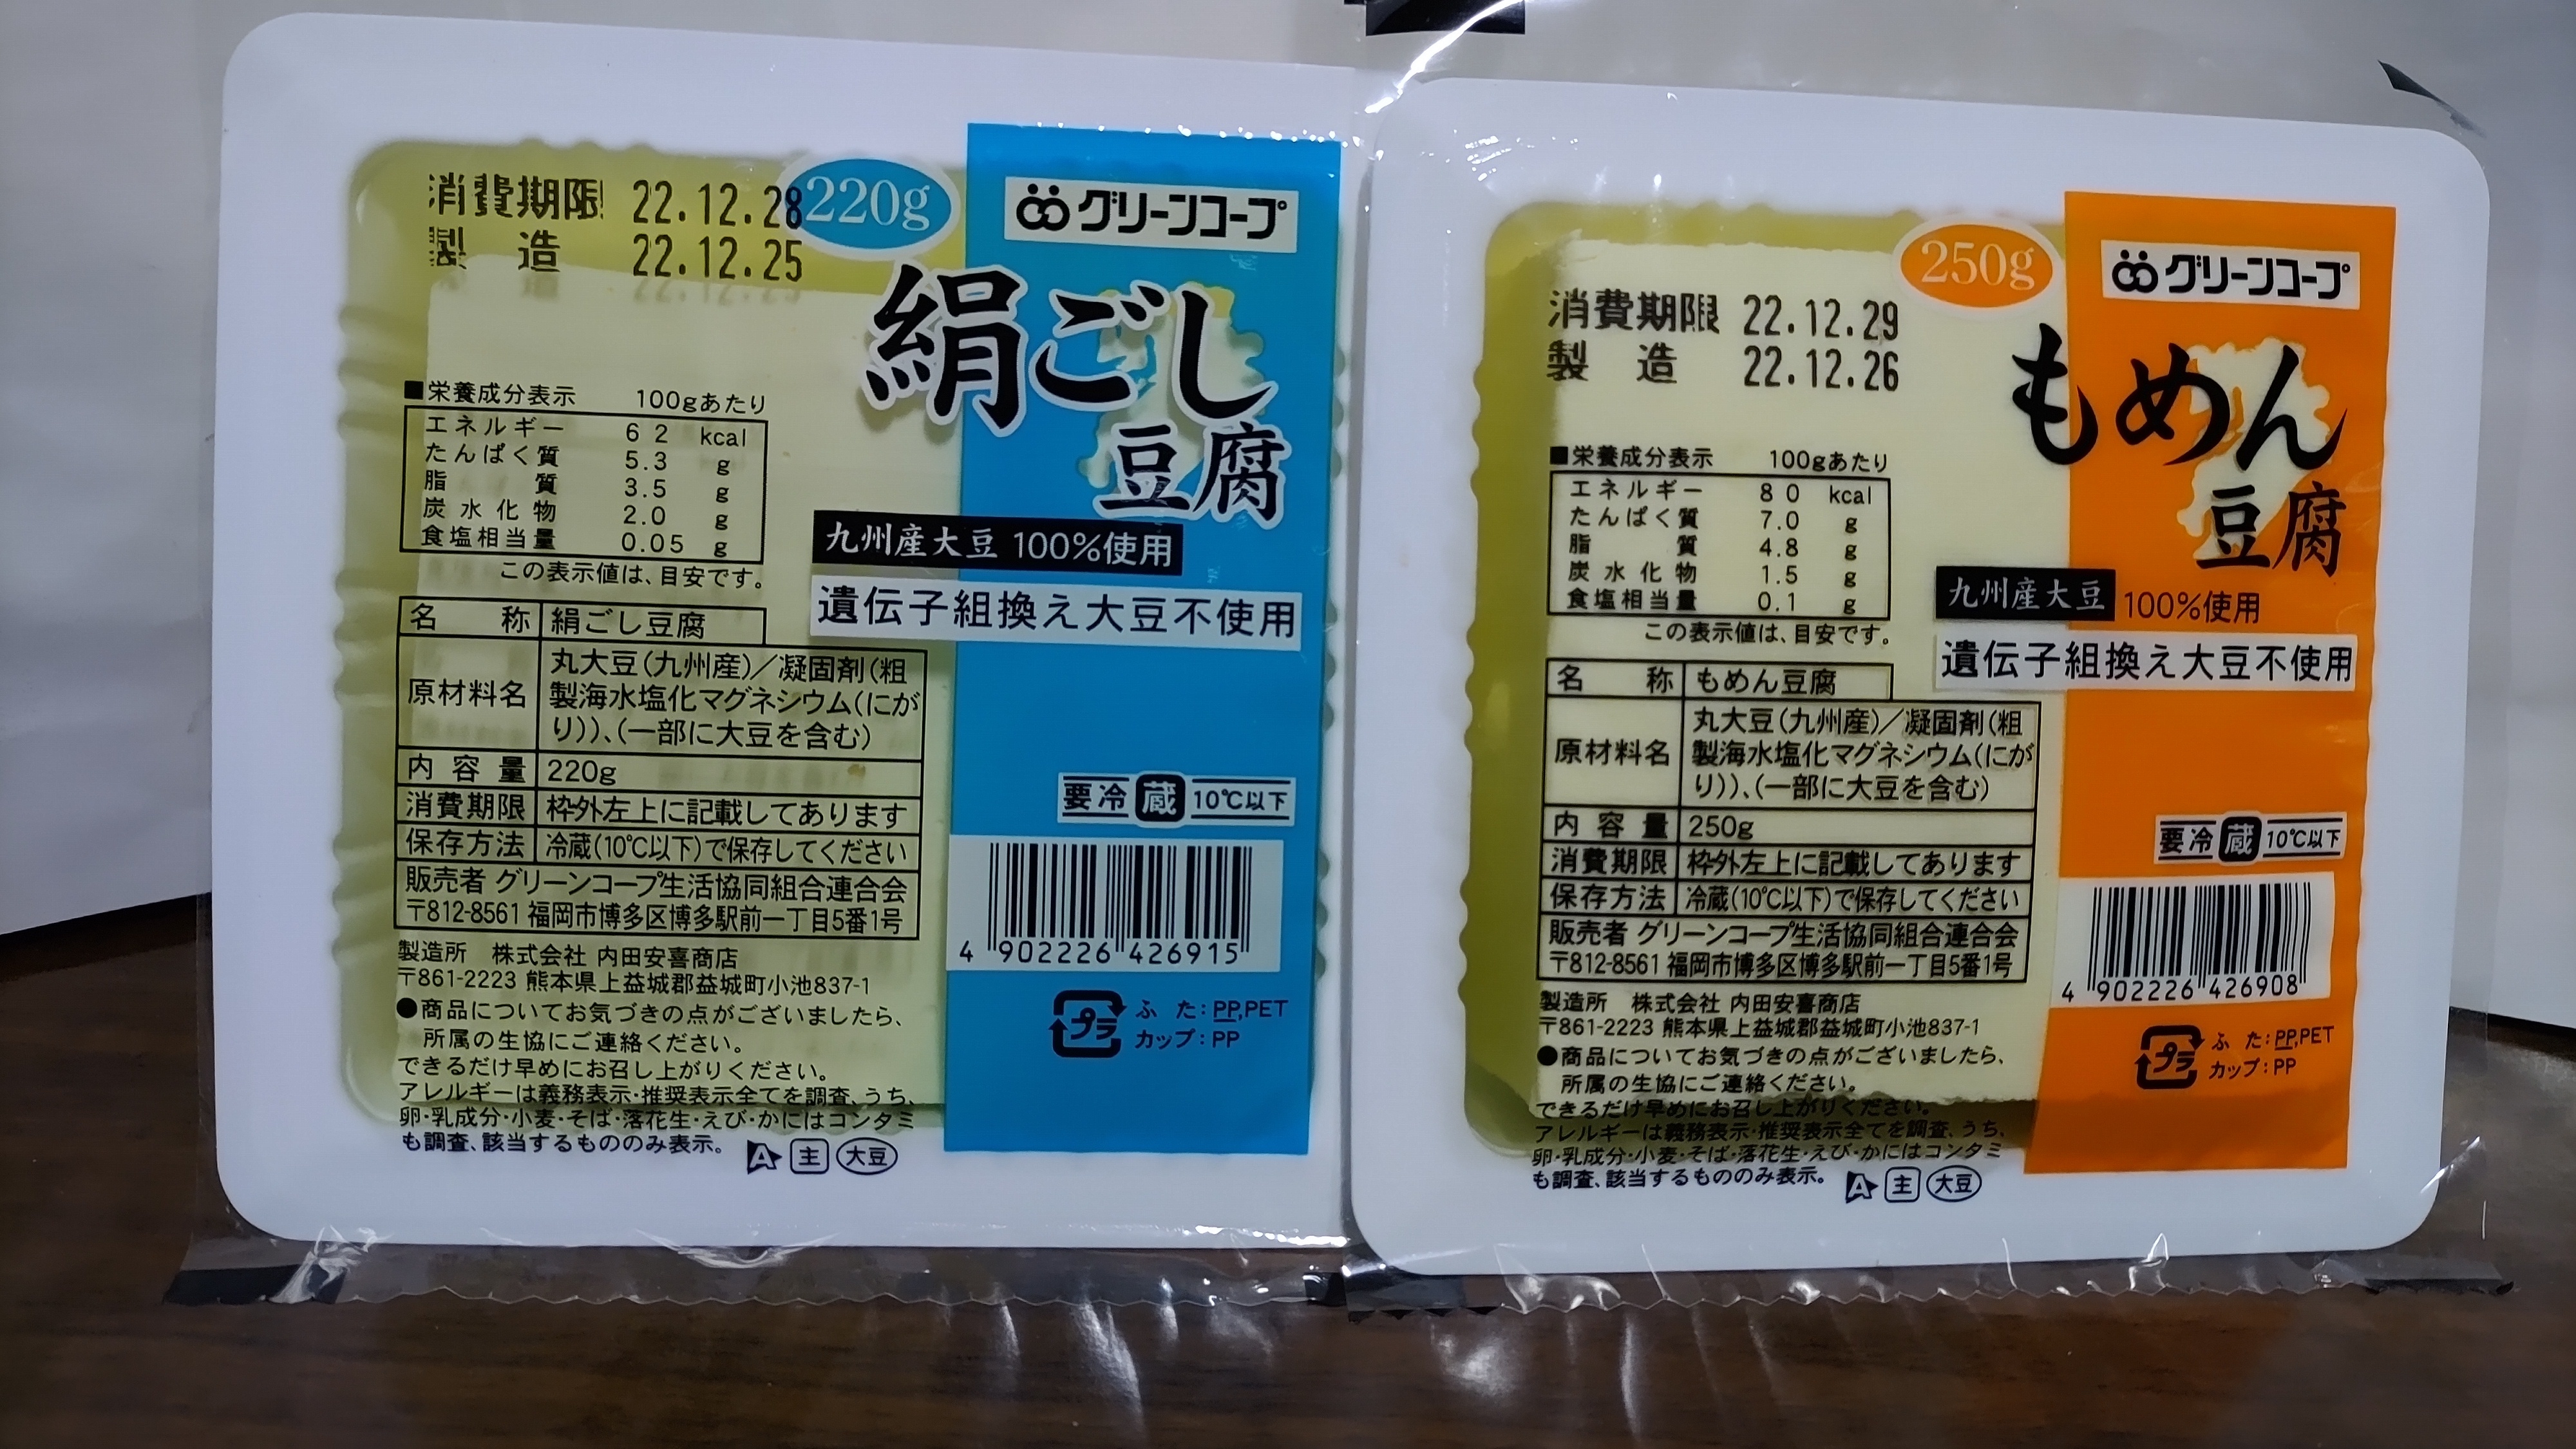 消費期限 22.12.28
製 造 22.12.25
220g
グリーンコープ
絹ごし
豆腐
■栄養成分表示 100gあたり
エネルギー 62 kcal
たんぱく質 5.3 g
脂 質 3.5 g
炭水化物 2.0 g
食塩相当量 0.05 g
この表示値は、目安です。
九州産大豆 100%使用
遺伝子組換え大豆不使用
名 称 絹ごし豆腐
原材料名 丸大豆(九州産)／凝固剤(粗
製海水塩化マグネシウム(にが
り))、(一部に大豆を含む)
内容量 220g
消費期限 枠外左上に記載してあります
保存方法 冷蔵(10℃以下)で保存してください
販売者 グリーンコープ生活協同組合連合会
〒812-8561 福岡市博多区博多駅前一丁目5番1号
製造所 株式会社 内田安喜商店
〒861-2223 熊本県上益城郡益城町小池837-1
●商品についてお気づきの点がございましたら、
所属の生協にご連絡ください。
できるだけ早めにお召し上がりください。
アレルギーは義務表示・推奨表示全てを調査、うち、
卵・乳成分・小麦・そば・落花生・えび・かにはコンタミ
も調査、該当するもののみ表示。
A 主 大豆
要冷蔵 10℃以下
4 902226 426915
プラ
ふ た：PP,PET
カップ：PP
250g
グリーンコープ
もめん
豆腐
消費期限 22.12.29
製 造 22.12.26
■栄養成分表示 100gあたり
エネルギー 80 kcal
たんぱく質 7.0 g
脂 質 4.8 g
炭水化物 1.5 g
食塩相当量 0.1 g
この表示値は、目安です。
九州産大豆 100%使用
遺伝子組換え大豆不使用
名 称 もめん豆腐
原材料名 丸大豆(九州産)／凝固剤(粗
製海水塩化マグネシウム(にが
り))、(一部に大豆を含む)
内容量 250g
消費期限 枠外左上に記載してあります
保存方法 冷蔵(10℃以下)で保存してください
販売者 グリーンコープ生活協同組合連合会
〒812-8561 福岡市博多区博多駅前一丁目5番1号
製造所 株式会社 内田安喜商店
〒861-2223 熊本県上益城郡益城町小池837-1
●商品についてお気づきの点がございましたら、
所属の生協にご連絡ください。
できるだけ早めにお召し上がりください。
アレルギーは義務表示・推奨表示全てを調査、うち、
卵・乳成分・小麦・そば・落花生・えび・かにはコンタミ
も調査、該当するもののみ表示。
A 主 大豆
要冷蔵 10℃以下
4 902226 426908
プラ
ふ た：PP,PET
カップ：PP